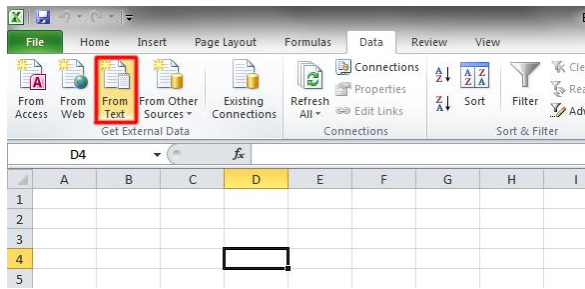 File Home Insert Page Layout Formulas Data Review View
From Access From Web From Text From Other Sources Existing Connections Refresh All Connections Properties Edit Links Sort Filter
Get External Data Connections Sort & Filter
D4 fx
A B C D E F G H I
1
2
3
4
5